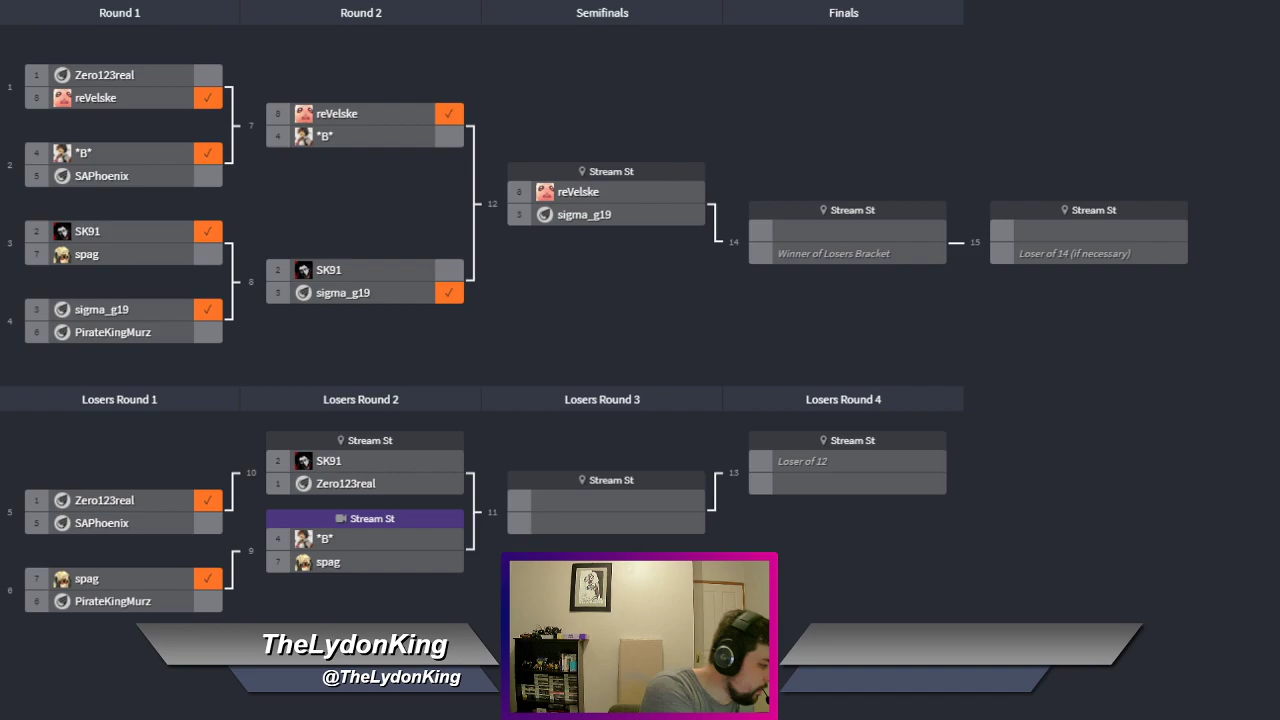 Round 1
Round 2
Semifinals
Finals
1
1 Zero123real
8 reVelske ✓
2
4 *B* ✓
5 SAPhoenix
3
2 SK91 ✓
7 spag
4
3 sigma_g19 ✓
6 PirateKingMurz
7
8 reVelske ✓
4 *B*
8
2 SK91
3 sigma_g19 ✓
12
Stream St
8 reVelske
3 sigma_g19
14
Stream St
Winner of Losers Bracket
15
Stream St
Loser of 14 (if necessary)
Losers Round 1
Losers Round 2
Losers Round 3
Losers Round 4
5
1 Zero123real ✓
5 SAPhoenix
6
7 spag ✓
6 PirateKingMurz
10
Stream St
2 SK91
1 Zero123real
9
Stream St
4 *B*
7 spag
11
Stream St
13
Stream St
Loser of 12
TheLydonKing
@TheLydonKing